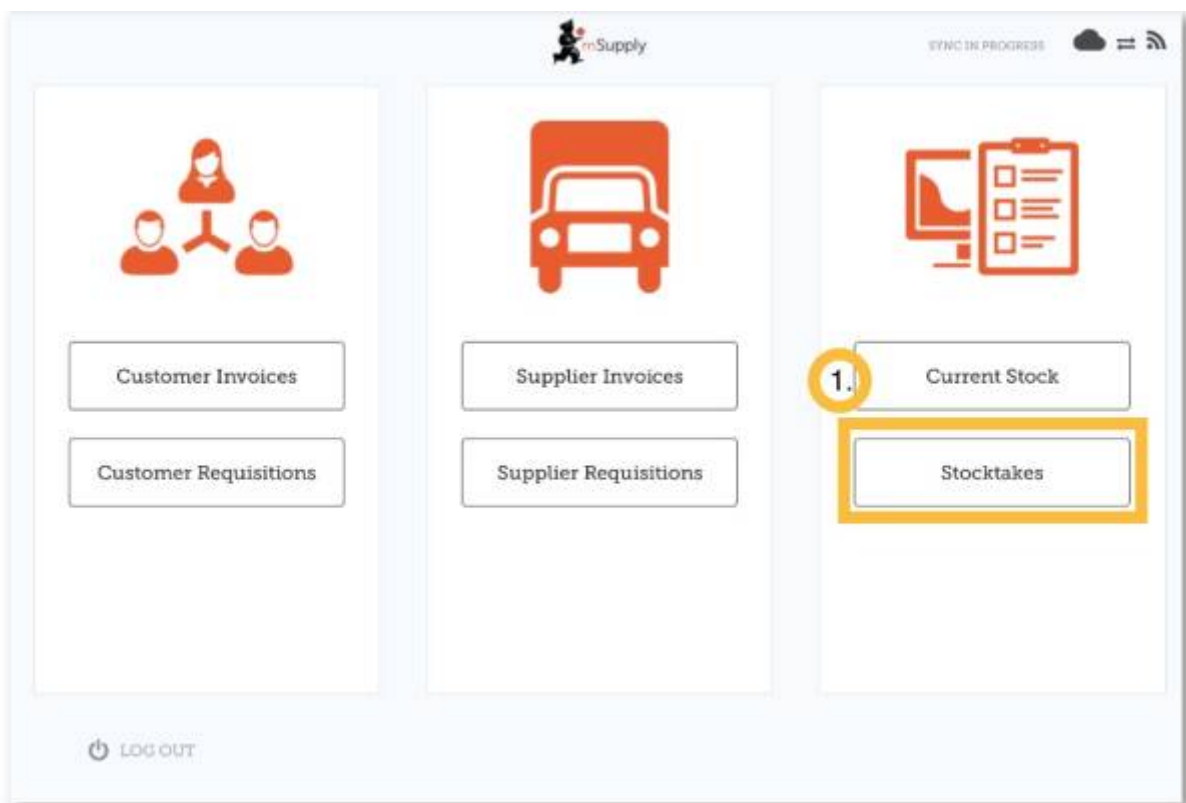 mSupply
SYNC IN PROGRESS
Customer Invoices
Customer Requisitions
Supplier Invoices
Supplier Requisitions
1.
Current Stock
Stocktakes
LOG OUT